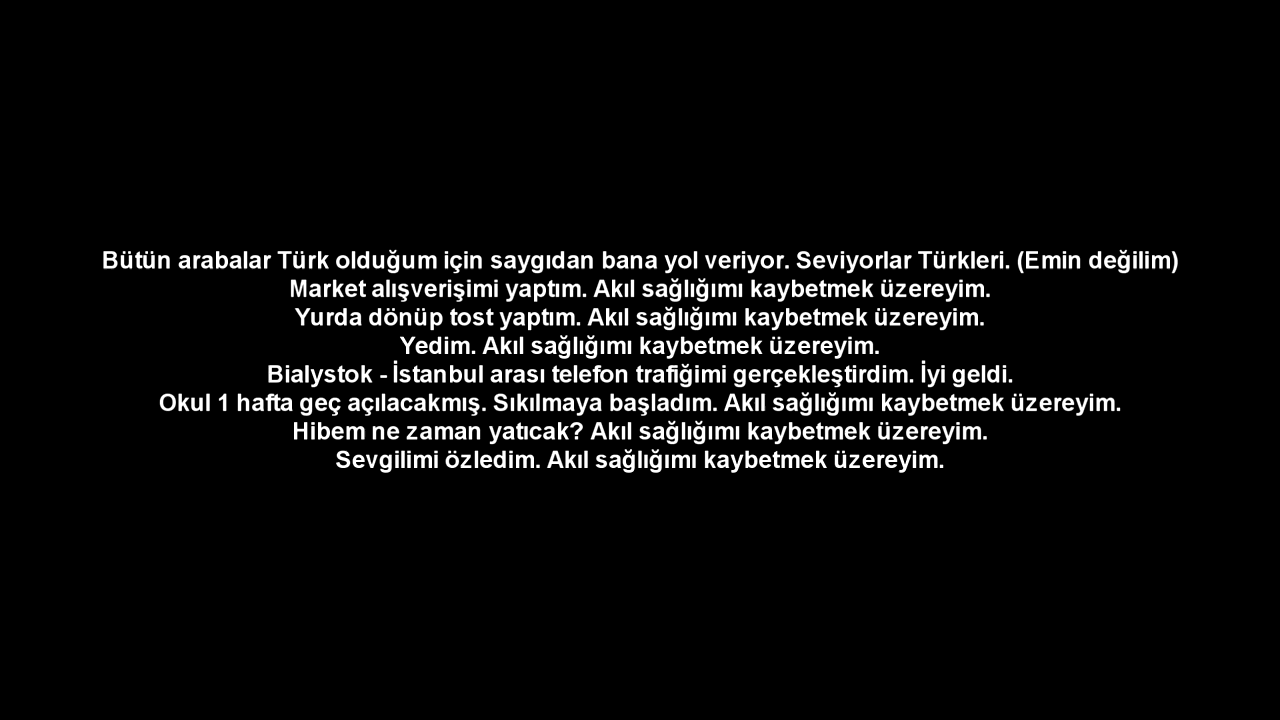 Bütün arabalar Türk olduğum için saygıdan bana yol veriyor. Seviyorlar Türkleri. (Emin değilim)
Market alışverişimi yaptım. Akıl sağlığımı kaybetmek üzereyim.
Yurda dönüp tost yaptım. Akıl sağlığımı kaybetmek üzereyim.
Yedim. Akıl sağlığımı kaybetmek üzereyim.
Bialystok - İstanbul arası telefon trafiğimi gerçekleştirdim. İyi geldi.
Okul 1 hafta geç açılacakmış. Sıkılmaya başladım. Akıl sağlığımı kaybetmek üzereyim.
Hibem ne zaman yatıcak? Akıl sağlığımı kaybetmek üzereyim.
Sevgilimi özledim. Akıl sağlığımı kaybetmek üzereyim.